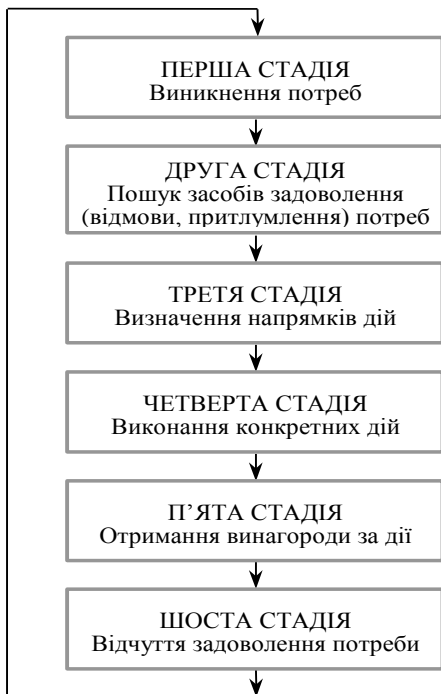 ПЕРША СТАДІЯ
Виникнення потреб
ДРУГА СТАДІЯ
Пошук засобів задоволення
(відмови, притлумлення) потреб
ТРЕТЯ СТАДІЯ
Визначення напрямків дій
ЧЕТВЕРТА СТАДІЯ
Виконання конкретних дій
П’ЯТА СТАДІЯ
Отримання винагороди за дії
ШОСТА СТАДІЯ
Відчуття задоволення потреби